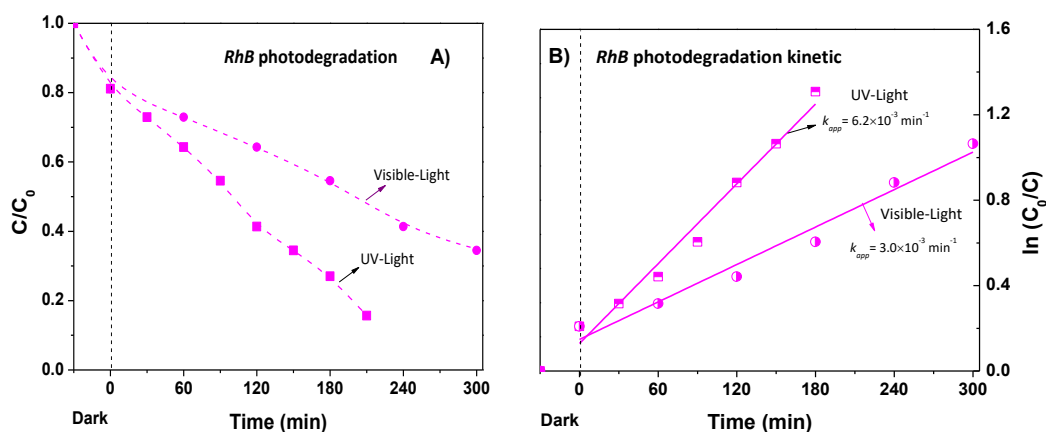 RhB photodegradation A)
C/C0
1.0
0.8
0.6
0.4
0.2
0.0
Visible-Light
UV-Light
0 60 120 180 240 300
Dark Time (min)
B) RhB photodegradation kinetic
UV-Light
kapp= 6.2×10-3 min-1
Visible-Light
kapp= 3.0×10-3 min-1
1.6
1.2
0.8
0.4
0.0
ln (C0/C)
0 60 120 180 240 300
Dark Time (min)